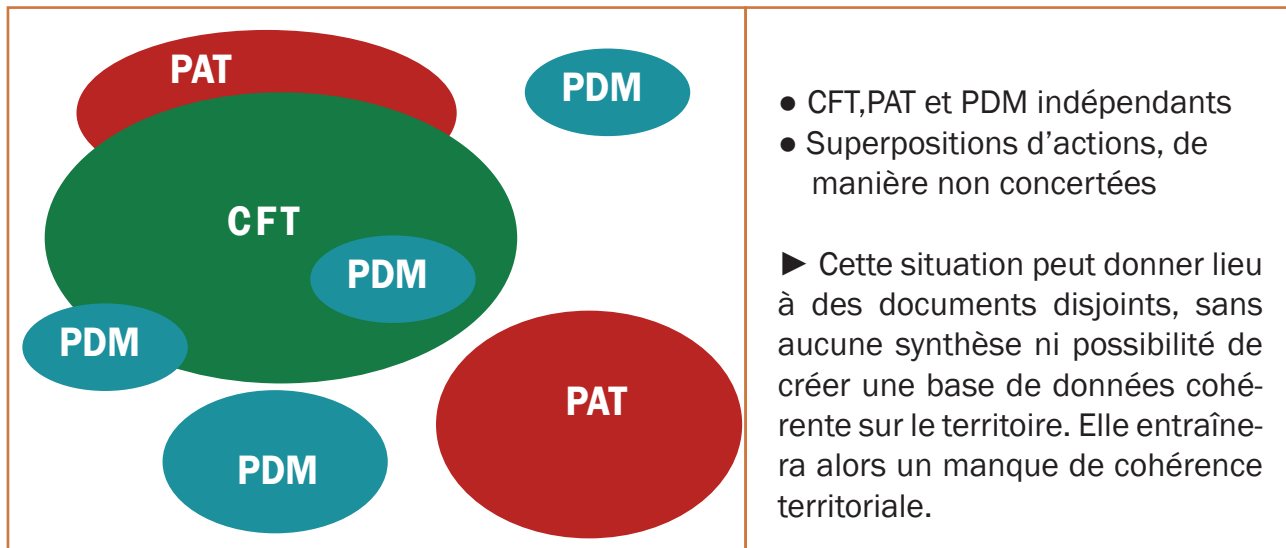 PAT
PDM
CFT
PDM
PDM
PAT
PDM
● CFT,PAT et PDM indépendants
● Superpositions d’actions, de
manière non concertées
► Cette situation peut donner lieu
à des documents disjoints, sans
aucune synthèse ni possibilité de
créer une base de données cohé-
rente sur le territoire. Elle entraîne-
ra alors un manque de cohérence
territoriale.